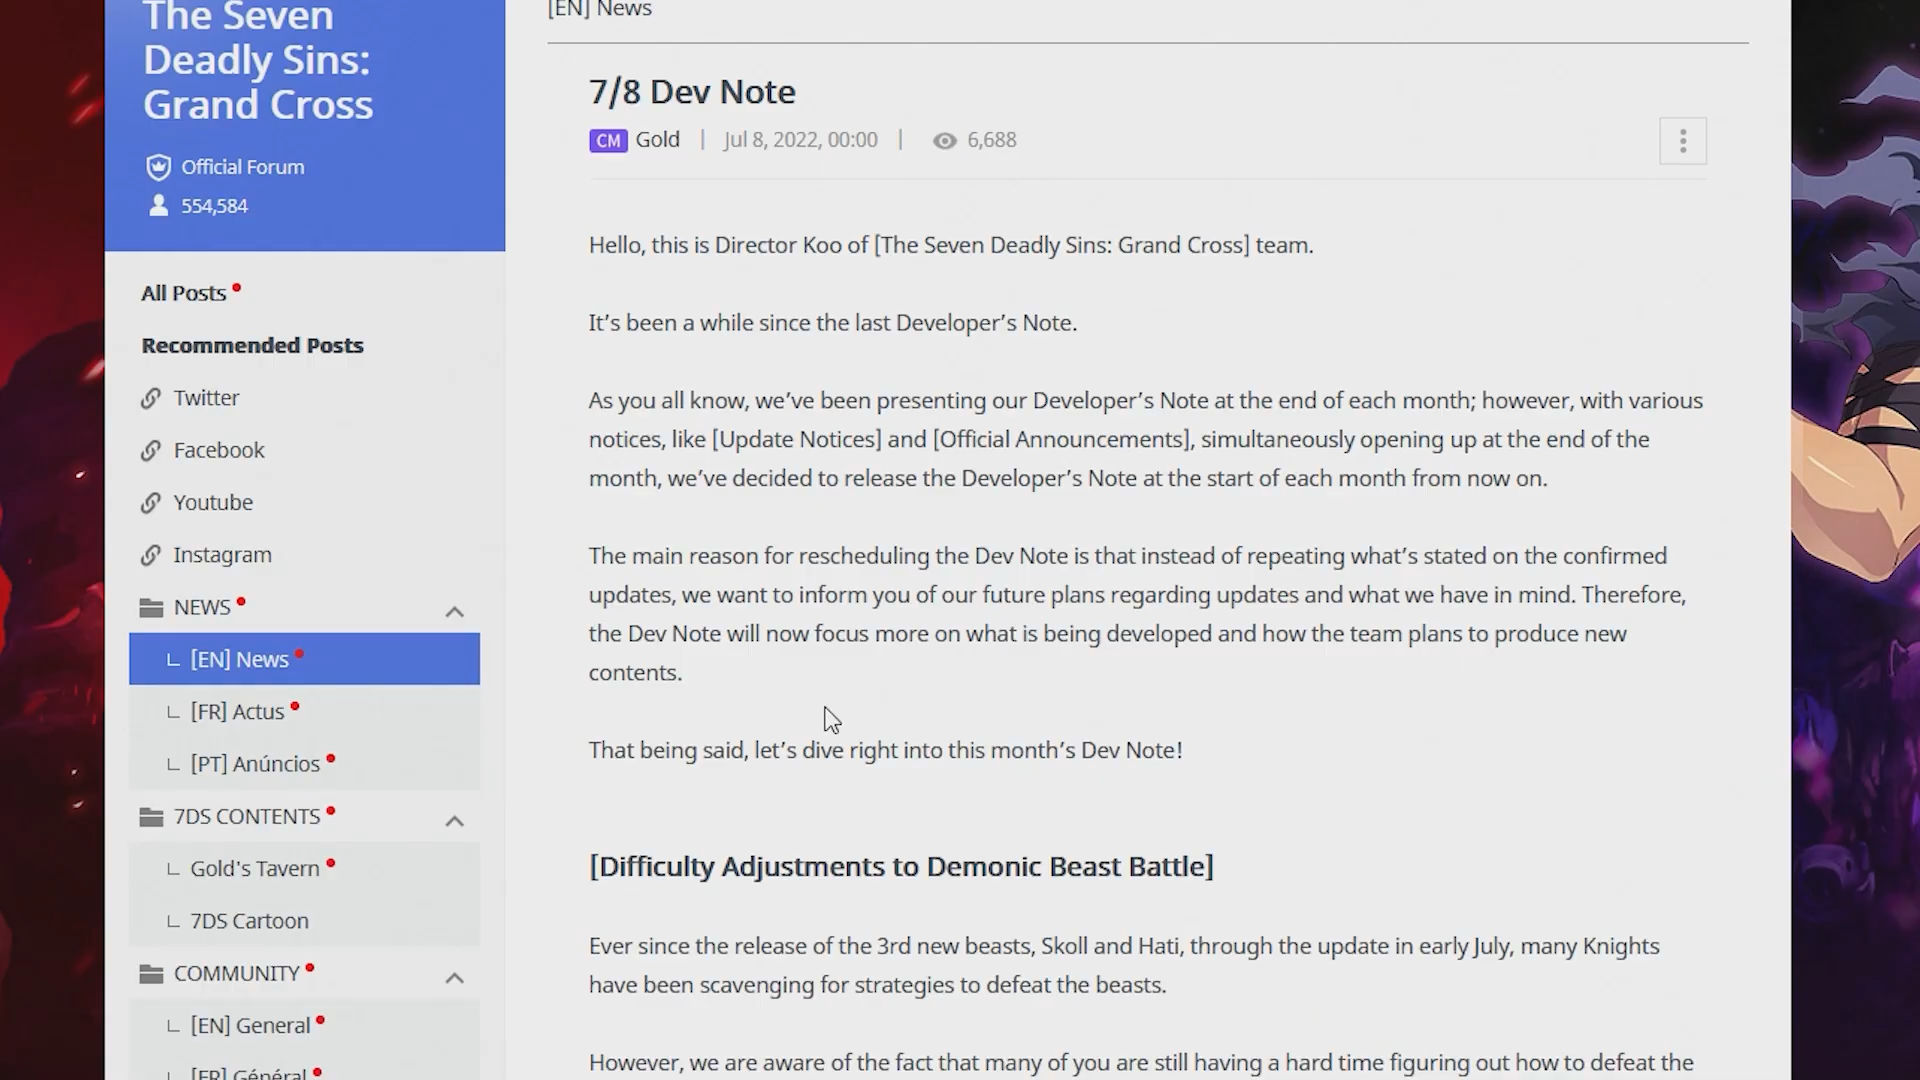 The Seven
Deadly Sins:
Grand Cross
Official Forum
554,584
All Posts
Recommended Posts
Twitter
Facebook
Youtube
Instagram
NEWS
[EN] News
[FR] Actus
[PT] Anúncios
7DS CONTENTS
Gold's Tavern
7DS Cartoon
COMMUNITY
[EN] General
[FR] Général
[EN] News
7/8 Dev Note
CM Gold | Jul 8, 2022, 00:00 | 6,688
Hello, this is Director Koo of [The Seven Deadly Sins: Grand Cross] team.
It’s been a while since the last Developer’s Note.
As you all know, we’ve been presenting our Developer’s Note at the end of each month; however, with various
notices, like [Update Notices] and [Official Announcements], simultaneously opening up at the end of the
month, we’ve decided to release the Developer’s Note at the start of each month from now on.
The main reason for rescheduling the Dev Note is that instead of repeating what’s stated on the confirmed
updates, we want to inform you of our future plans regarding updates and what we have in mind. Therefore,
the Dev Note will now focus more on what is being developed and how the team plans to produce new
contents.
That being said, let’s dive right into this month’s Dev Note!
[Difficulty Adjustments to Demonic Beast Battle]
Ever since the release of the 3rd new beasts, Skoll and Hati, through the update in early July, many Knights
have been scavenging for strategies to defeat the beasts.
However, we are aware of the fact that many of you are still having a hard time figuring out how to defeat the